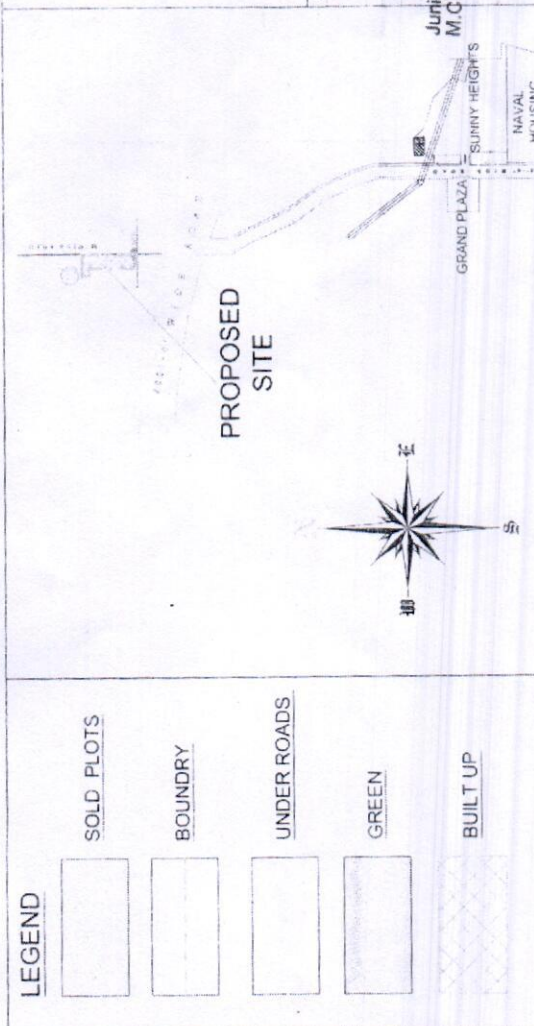 LEGEND
SOLD PLOTS
BOUNDRY
UNDER ROADS
GREEN
BUILT UP
PROPOSED
SITE
N
E
S
W
GRAND PLAZA
SUNNY HEIGHTS
NAVAL
M.C